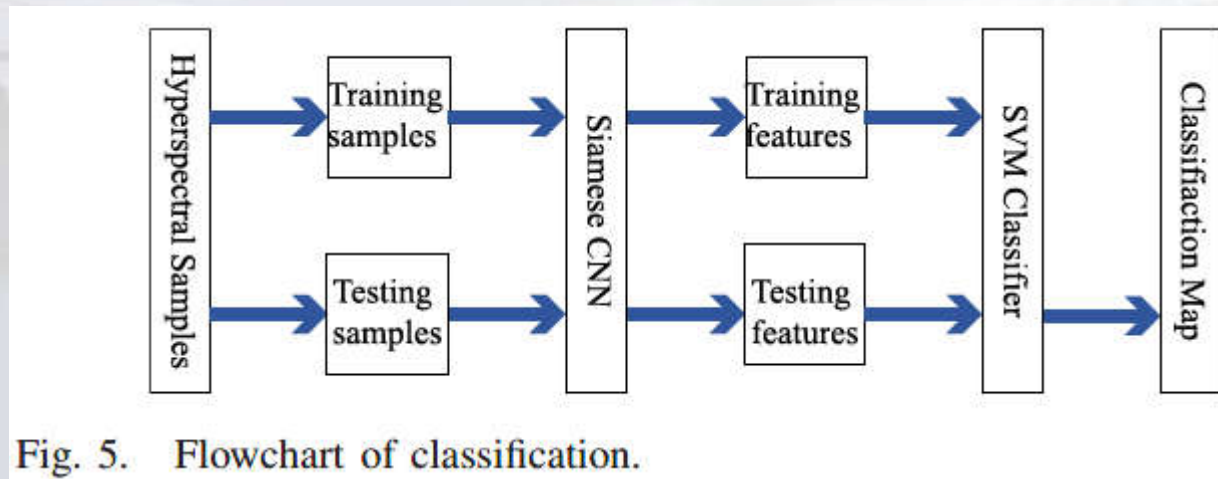 Hyperspectral Samples
Training
samples
Testing
samples
Siamese CNN
Training
features
Testing
features
SVM Classifier
Classifiaction Map
Fig. 5. Flowchart of classification.